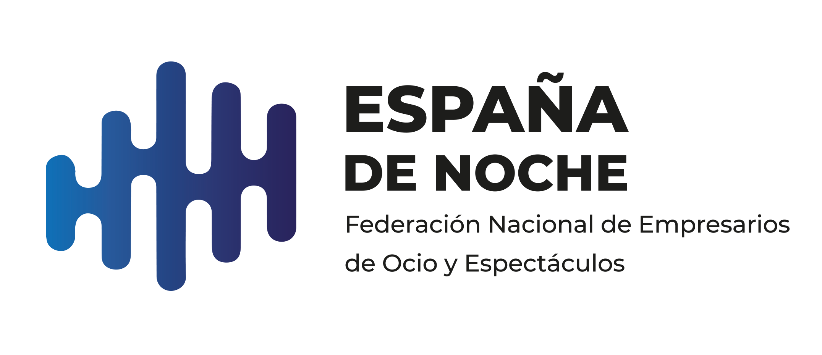 ESPAÑA
DE NOCHE
Federación Nacional de Empresarios
de Ocio y Espectáculos